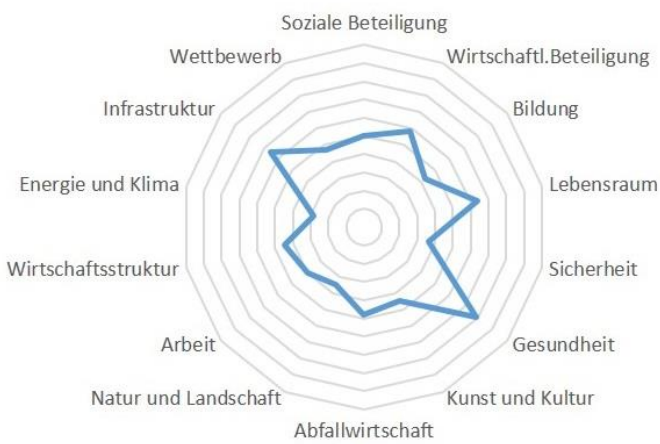 Soziale Beteiligung
Wettbewerb
Wirtschaftl.Beteiligung
Infrastruktur
Bildung
Energie und Klima
Lebensraum
Wirtschaftsstruktur
Sicherheit
Arbeit
Gesundheit
Natur und Landschaft
Kunst und Kultur
Abfallwirtschaft